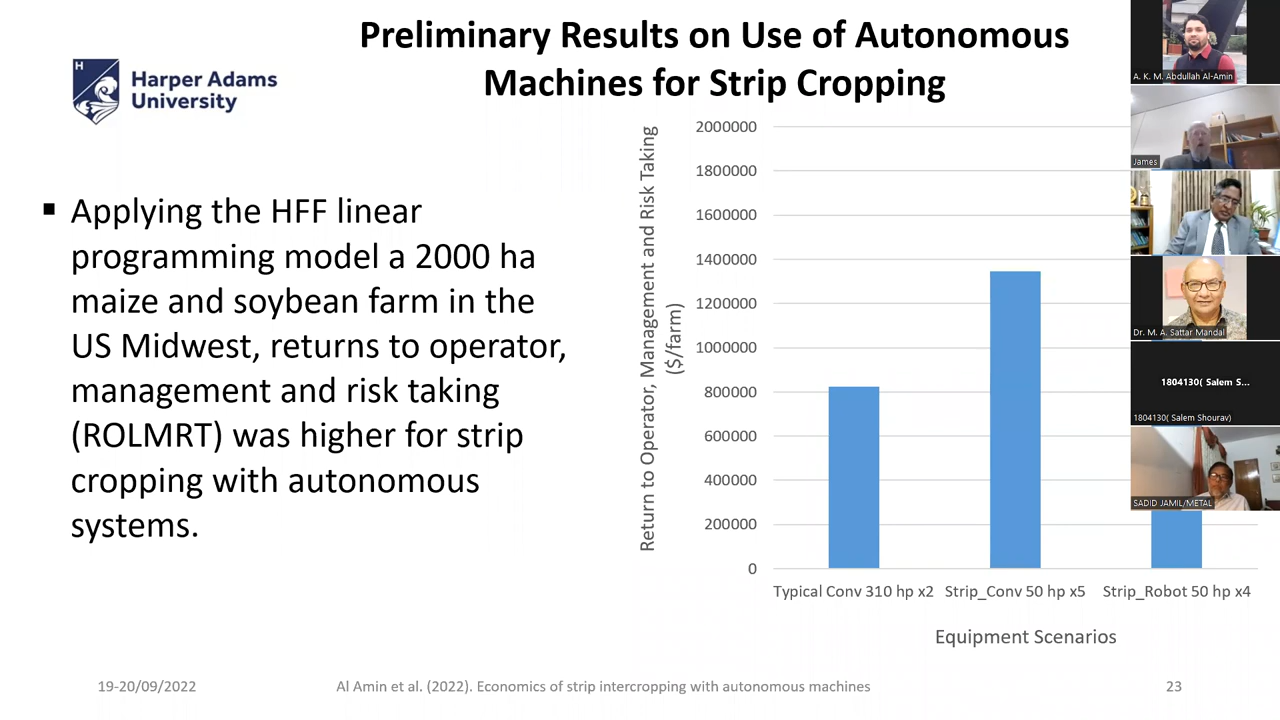 Preliminary Results on Use of Autonomous
Machines for Strip Cropping
H
Harper Adams
University
▪ Applying the HFF linear
programming model a 2000 ha
maize and soybean farm in the
US Midwest, returns to operator,
management and risk taking
(ROLMRT) was higher for strip
cropping with autonomous
systems.
Return to Operator, Management and Risk Taking
($/farm)
2000000
1800000
1600000
1400000
1200000
1000000
800000
600000
400000
200000
0
Typical Conv 310 hp x2
Strip_Conv 50 hp x5
Strip_Robot 50 hp x4
Equipment Scenarios
A. K. M. Abdullah Al-Amin
James
Dr. M. A. Sattar Mandal
1804130( Salem S...
1804130( Salem Shourav)
SADID JAMIL/METAL
19-20/09/2022
Al Amin et al. (2022). Economics of strip intercropping with autonomous machines
23